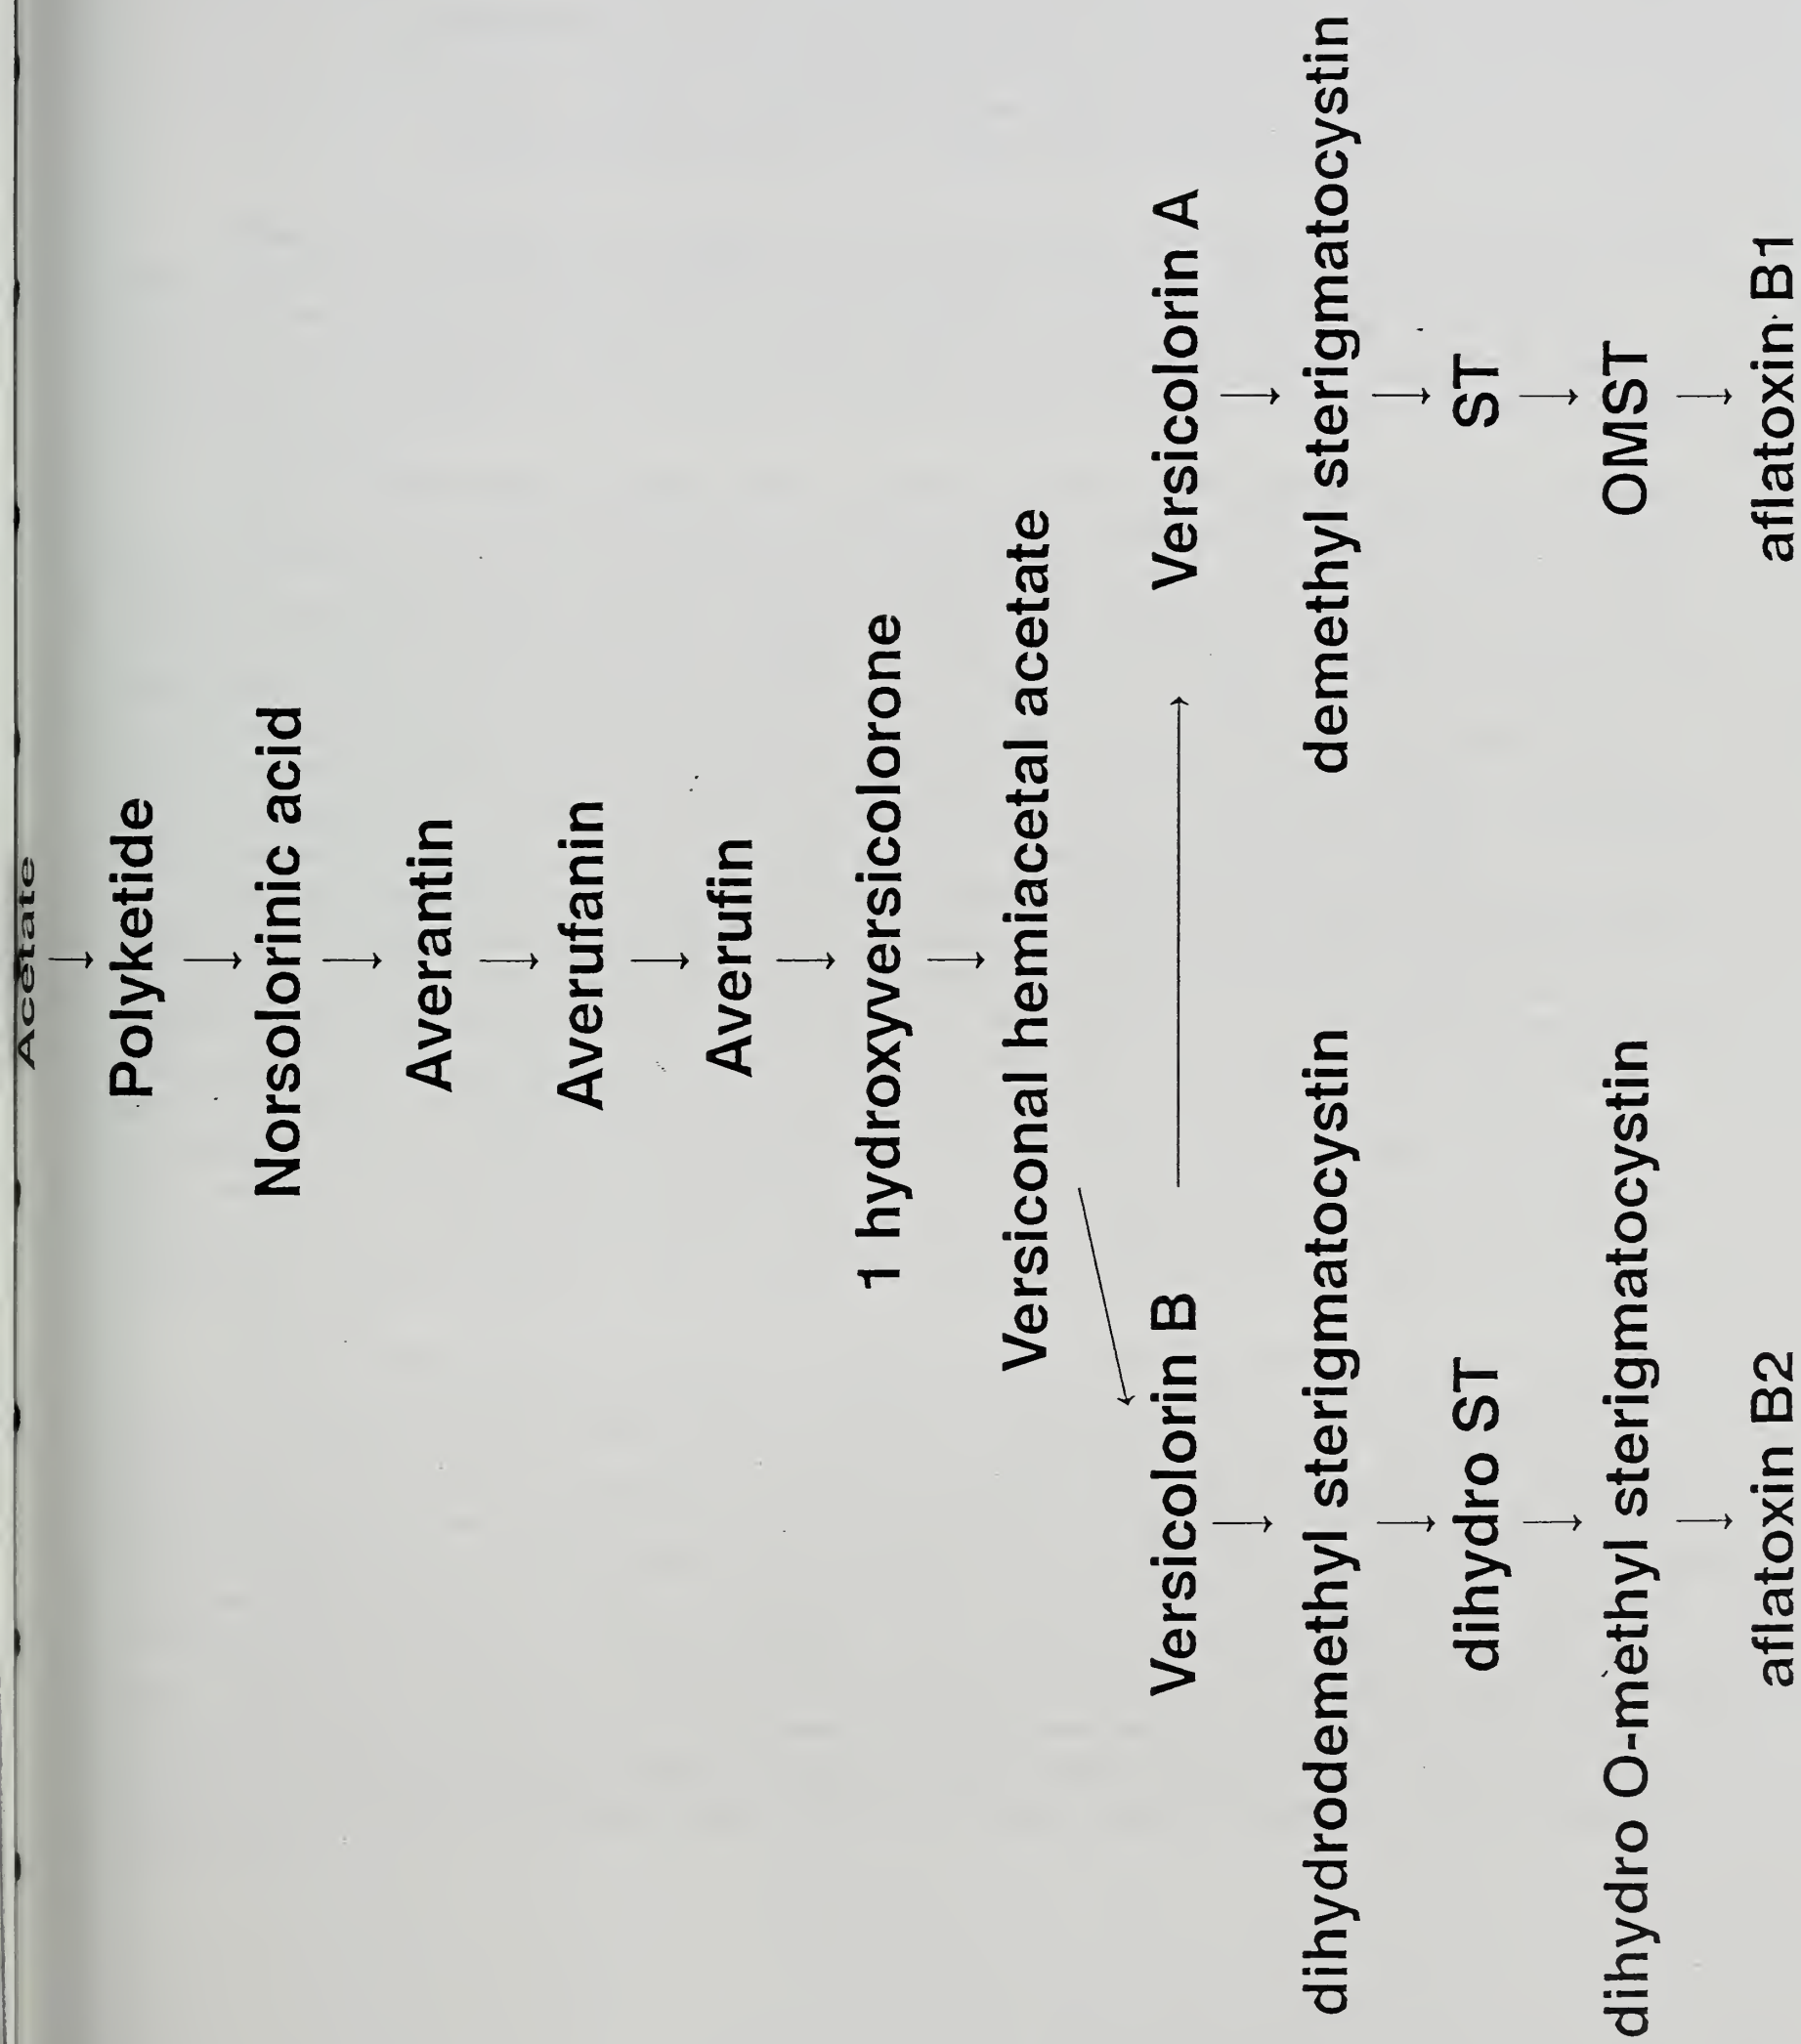 Acetate
Polyketide
Norsolorinic acid
Averantin
Averufanin
Averufin
1 hydroxyversicolorone
Versiconal hemiacetal acetate
Versicolorin B
Versicolorin A
dihydrodemethyl sterigmatocystin
demethyl sterigmatocystin
dihydro ST
ST
dihydro O-methyl sterigmatocystin
OMST
aflatoxin B2
aflatoxin B1